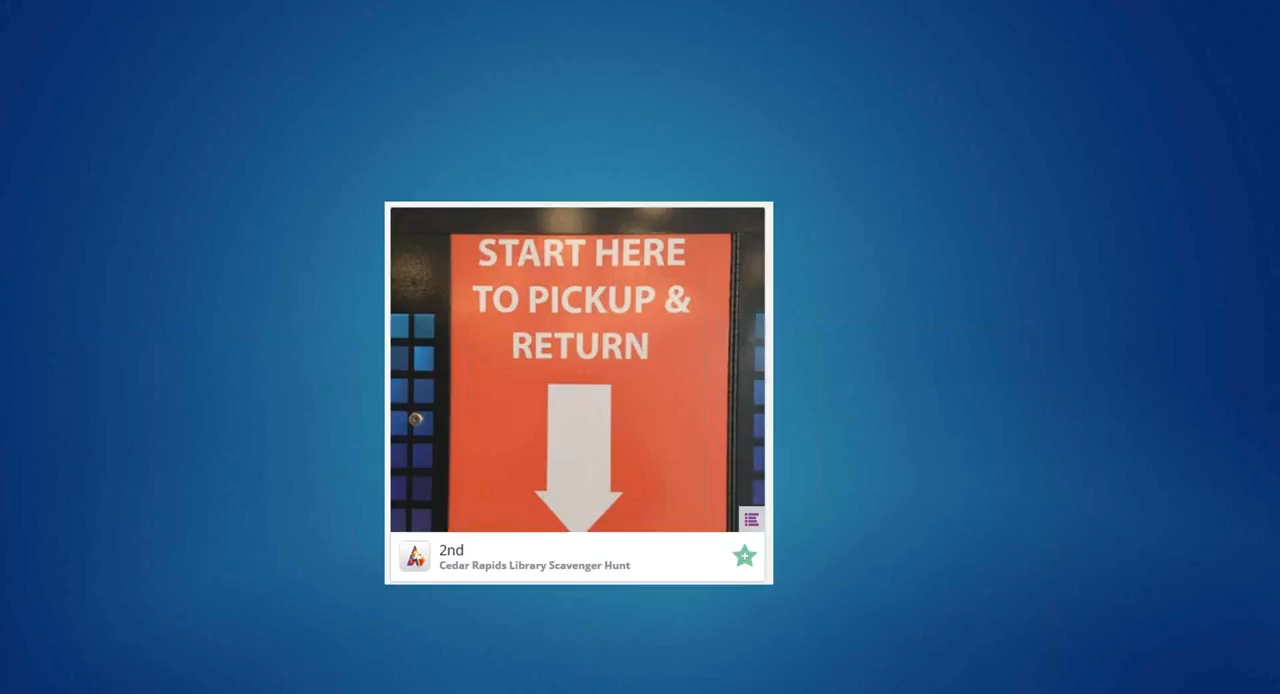 START HERE
TO PICKUP &
RETURN
2nd
Cedar Rapids Library Scavenger Hunt